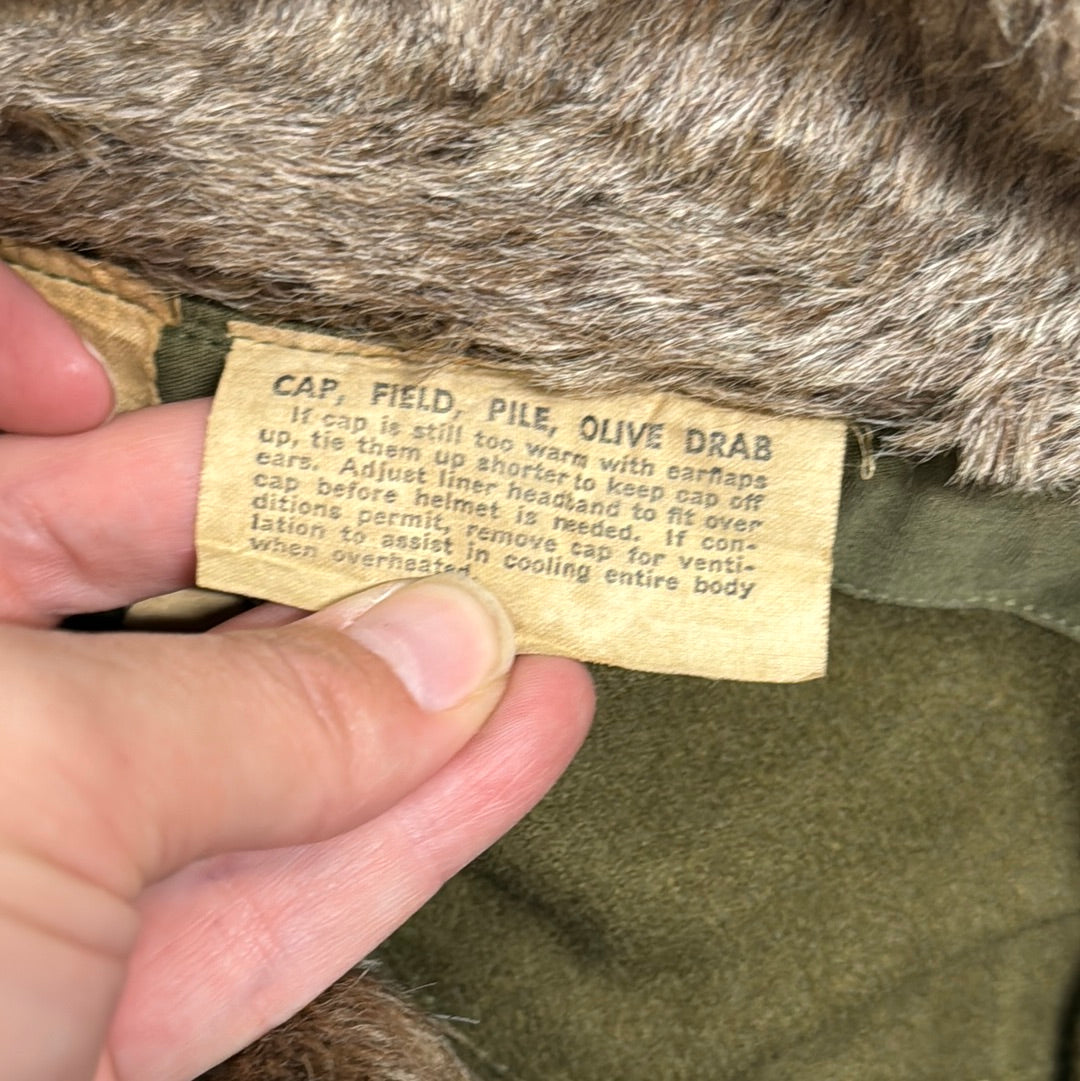 CAP, FIELD, PILE, OLIVE DRAB
If cap is still too warm with earflaps
up, tie them up shorter to keep cap off
ears. Adjust liner headband to fit over
cap before helmet is needed. If con-
ditions permit, remove cap for venti-
lation to assist in cooling entire body
when overheated.